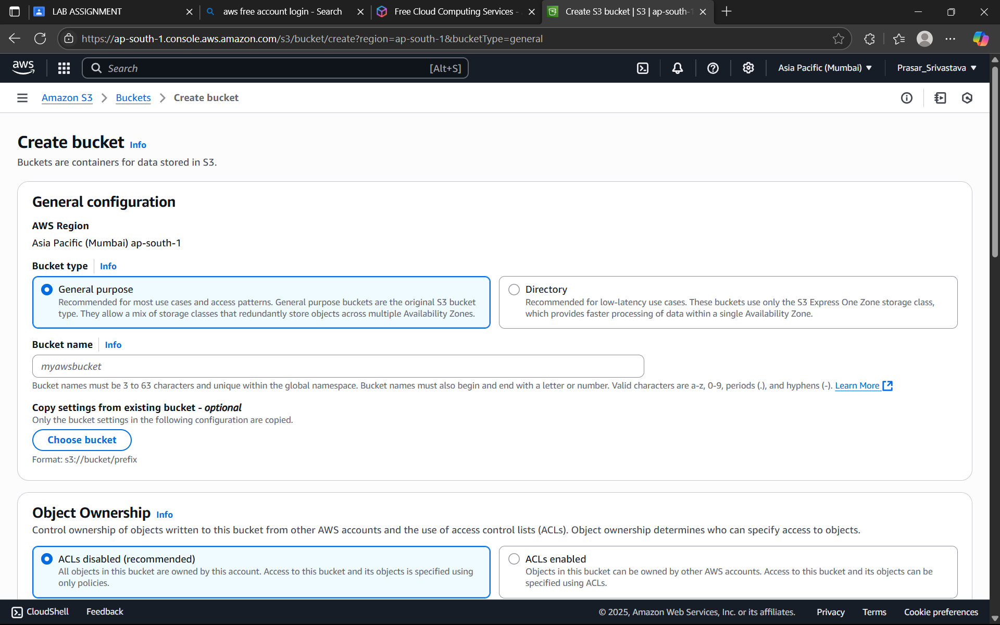 LAB ASSIGNMENT
aws free account login - Search
Free Cloud Computing Services -
Create S3 bucket | S3 | ap-south-1
https://ap-south-1.console.aws.amazon.com/s3/bucket/create?region=ap-south-1&bucketType=general
aws
Search
[Alt+S]
Asia Pacific (Mumbai)
Prasar_Srivastava
Amazon S3
Buckets
Create bucket
Create bucket Info
Buckets are containers for data stored in S3.
General configuration
AWS Region
Asia Pacific (Mumbai) ap-south-1
Bucket type Info
General purpose
Recommended for most use cases and access patterns. General purpose buckets are the original S3 bucket
type. They allow a mix of storage classes that redundantly store objects across multiple Availability Zones.
Directory
Recommended for low-latency use cases. These buckets use only the S3 Express One Zone storage class,
which provides faster processing of data within a single Availability Zone.
Bucket name Info
myawsbucket
Bucket names must be 3 to 63 characters and unique within the global namespace. Bucket names must also begin and end with a letter or number. Valid characters are a-z, 0-9, periods (.), and hyphens (-). Learn More
Copy settings from existing bucket - optional
Only the bucket settings in the following configuration are copied.
Choose bucket
Format: s3://bucket/prefix
Object Ownership Info
Control ownership of objects written to this bucket from other AWS accounts and the use of access control lists (ACLs). Object ownership determines who can specify access to objects.
ACLs disabled (recommended)
All objects in this bucket are owned by this account. Access to this bucket and its objects is specified using
only policies.
ACLs enabled
Objects in this bucket can be owned by other AWS accounts. Access to this bucket and its objects can be
specified using ACLs.
CloudShell
Feedback
© 2025, Amazon Web Services, Inc. or its affiliates.
Privacy
Terms
Cookie preferences